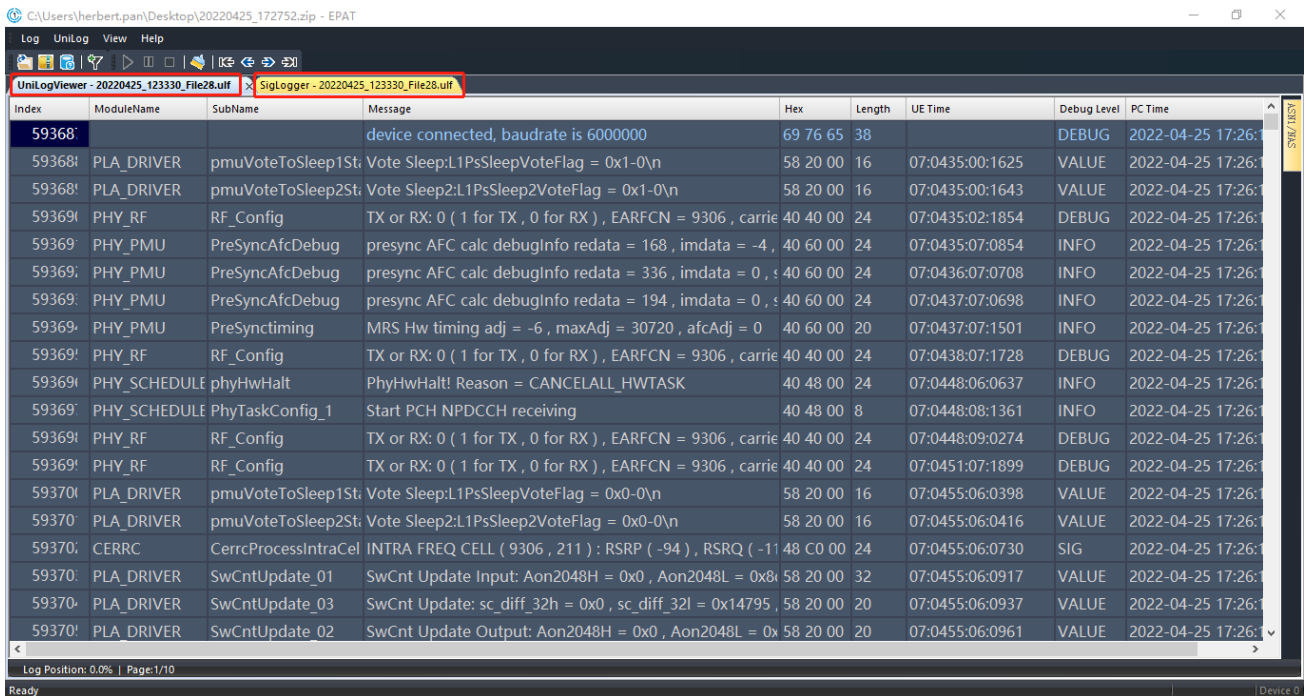 C:\Users\herbert.pan\Desktop\20220425_172752.zip - EPAT
Log UniLog View Help
UniLogViewer - 20220425_123330_File28.ulf SigLogger - 20220425_123330_File28.ulf
Index ModuleName SubName Message Hex Length UE Time Debug Level PC Time
device connected, baudrate is 6000000 69 76 65 38 DEBUG 2022-04-25 17:26:1
PLA_DRIVER pmuVoteToSleep1St Vote Sleep:L1PsSleepVoteFlag = 0x1-0\n 58 20 00 16 07:0435:00:1625 VALUE 2022-04-25 17:26:1
PLA_DRIVER pmuVoteToSleep2St Vote Sleep2:L1PsSleep2VoteFlag = 0x1-0\n 58 20 00 16 07:0435:00:1643 VALUE 2022-04-25 17:26:1
PHY_RF RF_Config TX or RX: 0 ( 1 for TX , 0 for RX ) , EARFCN = 9306 , carrie 40 40 00 24 07:0435:02:1854 DEBUG 2022-04-25 17:26:1
PHY_PMU PreSyncAfcDebug presync AFC calc debugInfo redata = 168 , imdata = -4 , 40 60 00 24 07:0435:07:0854 INFO 2022-04-25 17:26:1
PHY_PMU PreSyncAfcDebug presync AFC calc debugInfo redata = 336 , imdata = 0 , 40 60 00 24 07:0436:07:0708 INFO 2022-04-25 17:26:1
PHY_PMU PreSyncAfcDebug presync AFC calc debugInfo redata = 194 , imdata = 0 , 40 60 00 24 07:0437:07:0698 INFO 2022-04-25 17:26:1
PHY_PMU PreSynctiming MRS Hw timing adj = -6 , maxAdj = 30720 , afcAdj = 0 40 60 00 20 07:0437:07:1501 INFO 2022-04-25 17:26:1
PHY_RF RF_Config TX or RX: 0 ( 1 for TX , 0 for RX ) , EARFCN = 9306 , carrie 40 40 00 24 07:0438:07:1728 DEBUG 2022-04-25 17:26:1
PHY_SCHEDULE phyHwHalt PhyHwHalt! Reason = CANCELALL_HWTASK 40 48 00 24 07:0448:06:0637 INFO 2022-04-25 17:26:1
PHY_SCHEDULE PhyTaskConfig_1 Start PCH NPDCCH receiving 40 48 00 8 07:0448:08:1361 INFO 2022-04-25 17:26:1
PHY_RF RF_Config TX or RX: 0 ( 1 for TX , 0 for RX ) , EARFCN = 9306 , carrie 40 40 00 24 07:0448:09:0274 DEBUG 2022-04-25 17:26:1
PHY_RF RF_Config TX or RX: 0 ( 1 for TX , 0 for RX ) , EARFCN = 9306 , carrie 40 40 00 24 07:0451:07:1899 DEBUG 2022-04-25 17:26:1
PLA_DRIVER pmuVoteToSleep1St Vote Sleep:L1PsSleepVoteFlag = 0x0-0\n 58 20 00 16 07:0455:06:0398 VALUE 2022-04-25 17:26:1
PLA_DRIVER pmuVoteToSleep2St Vote Sleep2:L1PsSleep2VoteFlag = 0x0-0\n 58 20 00 16 07:0455:06:0416 VALUE 2022-04-25 17:26:1
CERRC CerrcProcessIntraCel INTRA FREQ CELL ( 9306 , 211 ) : RSRP ( -94 ) , RSRQ ( -11 48 C0 00 24 07:0455:06:0730 SIG 2022-04-25 17:26:1
PLA_DRIVER SwCntUpdate_01 SwCnt Update Input: Aon2048H = 0x0 , Aon2048L = 0x8 58 20 00 32 07:0455:06:0917 VALUE 2022-04-25 17:26:1
PLA_DRIVER SwCntUpdate_03 SwCnt Update: sc_diff_32h = 0x0 , sc_diff_32l = 0x14795 , 58 20 00 20 07:0455:06:0937 VALUE 2022-04-25 17:26:1
PLA_DRIVER SwCntUpdate_02 SwCnt Update Output: Aon2048H = 0x0 , Aon2048L = 0x 58 20 00 20 07:0455:06:0961 VALUE 2022-04-25 17:26:1
ASN1/NAS
Log Position: 0.0% | Page:1/10
Ready Device 0